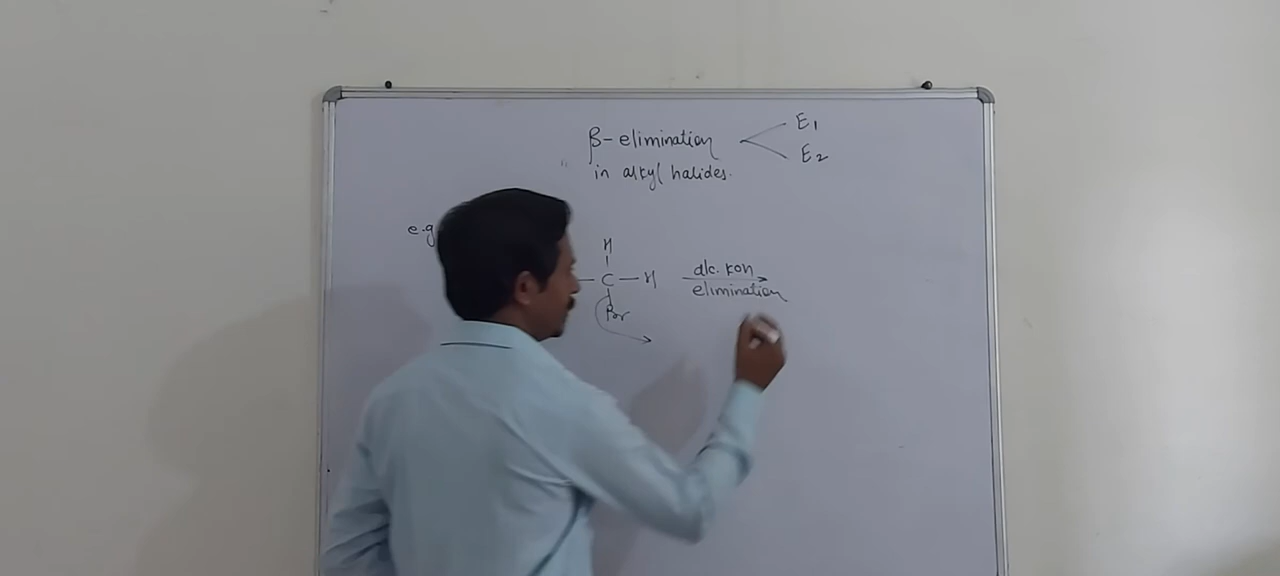 β-elimination E1
E2
in alkyl halides.
e.g
H
— C — H
Br
alc. KOH
elimination